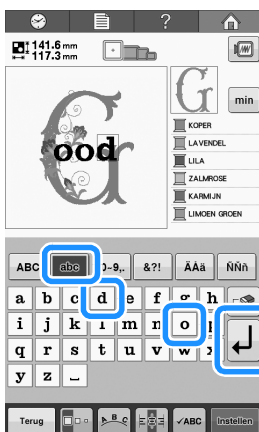 ?
141.6 mm
117.3 mm
G
G
ood
min
KOPER
LAVENDEL
LILA
ZALMROSE
KARMIJN
LIMOEN GROEN
ABC abc 0~9,. &?! ÄÅä ÑÑñ
a b c d e f g h
i j k l m n o p
q r s t u v w x
y z
Terug ABC ✓ABC Instellen